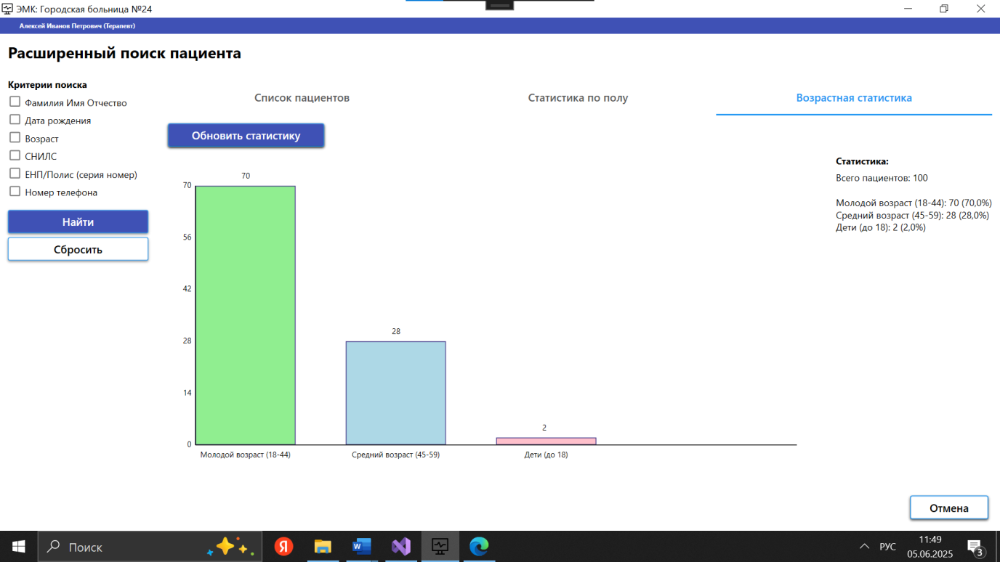 ЭМК: Городская больница №24
Алексей Иванов Петрович (Терапевт)
Расширенный поиск пациента
Критерии поиска
Фамилия Имя Отчество
Дата рождения
Возраст
СНИЛС
ЕНП/Полис (серия номер)
Номер телефона
Найти
Сбросить
Список пациентов
Статистика по полу
Возрастная статистика
Обновить статистику
70
70
56
42
28
28
14
2
0
Молодой возраст (18-44)
Средний возраст (45-59)
Дети (до 18)
Статистика:
Всего пациентов: 100
Молодой возраст (18-44): 70 (70,0%)
Средний возраст (45-59): 28 (28,0%)
Дети (до 18): 2 (2,0%)
Отмена
Поиск
Я
W
РУС
11:49
05.06.2025
3